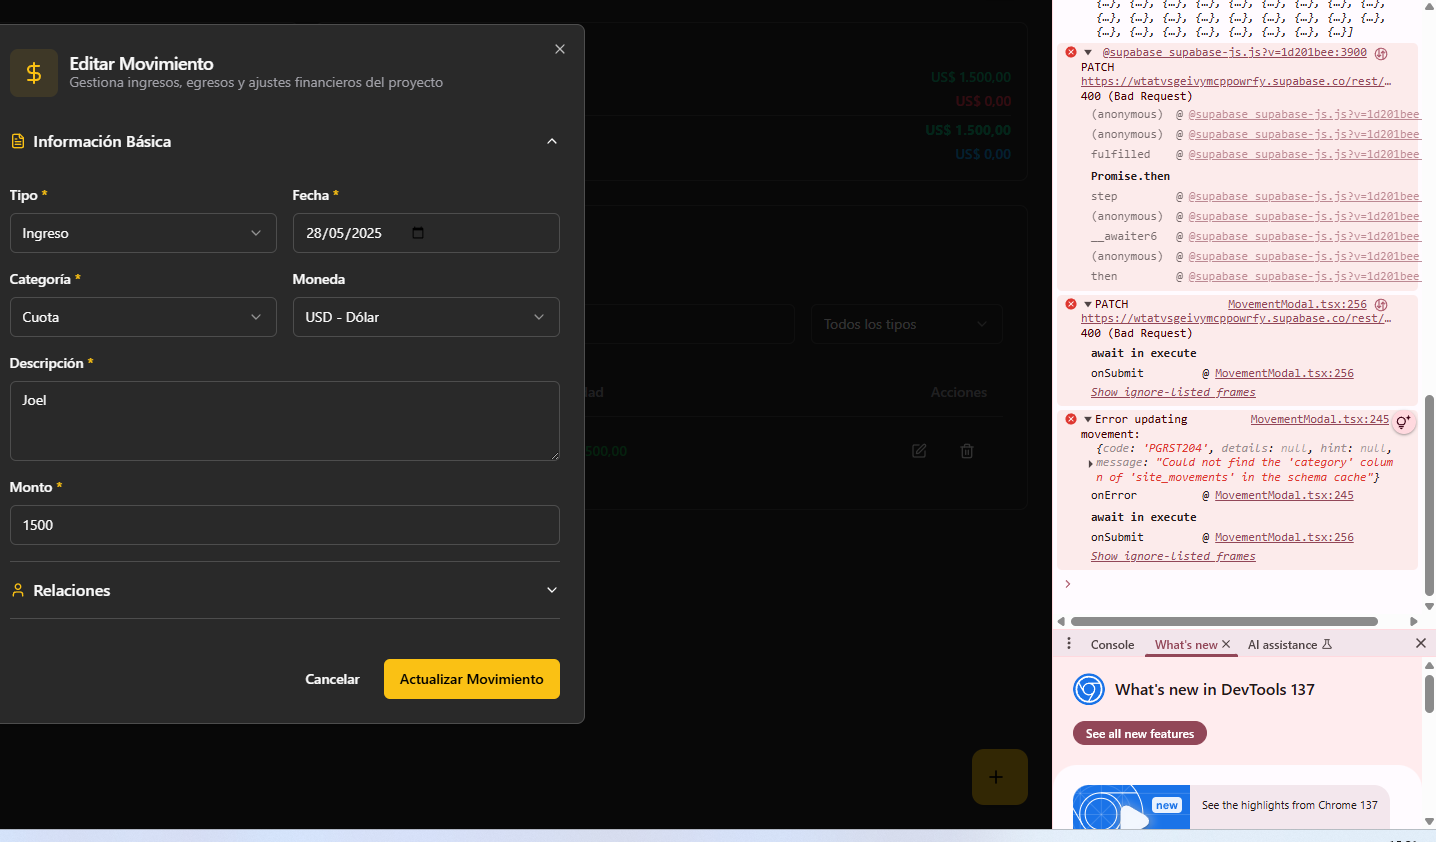 Editar Movimiento
Gestiona ingresos, egresos y ajustes financieros del proyecto
Información Básica
Tipo *
Fecha *
Ingreso
28/05/2025
Categoría *
Moneda
Cuota
USD - Dólar
Descripción *
Joel
Monto *
1500
Relaciones
Cancelar
Actualizar Movimiento
US$ 1.500,00
US$ 0,00
US$ 1.500,00
US$ 0,00
Todos los tipos
dad
Acciones
500,00
{…}, {…}, {…}, {…}, {…}, {…}, {…}, {…}, {…},
{…}, {…}, {…}, {…}, {…}, {…}, {…}, {…}, {…},
{…}, {…}, {…}, {…}, {…}, {…}, {…}, {…}]
@supabase_supabase-js.js?v=1d201bee:3900
PATCH
https://wtatvsgeivymcppowrfy.supabase.co/rest/…
400 (Bad Request)
(anonymous) @ @supabase_supabase-js.js?v=1d201bee
(anonymous) @ @supabase_supabase-js.js?v=1d201bee
fulfilled @ @supabase_supabase-js.js?v=1d201bee
Promise.then
step @ @supabase_supabase-js.js?v=1d201bee
(anonymous) @ @supabase_supabase-js.js?v=1d201bee
__awaiter6 @ @supabase_supabase-js.js?v=1d201bee
(anonymous) @ @supabase_supabase-js.js?v=1d201bee
then @ @supabase_supabase-js.js?v=1d201bee
PATCH MovementModal.tsx:256
https://wtatvsgeivymcppowrfy.supabase.co/rest/…
400 (Bad Request)
await in execute
onSubmit @ MovementModal.tsx:256
Show ignore-listed frames
Error updating MovementModal.tsx:245
movement:
{code: 'PGRST204', details: null, hint: null,
message: "Could not find the 'category' colum
n of 'site_movements' in the schema cache"}
onError @ MovementModal.tsx:245
await in execute
onSubmit @ MovementModal.tsx:256
Show ignore-listed frames
Console
What's new
AI assistance
What's new in DevTools 137
See all new features
new
See the highlights from Chrome 137